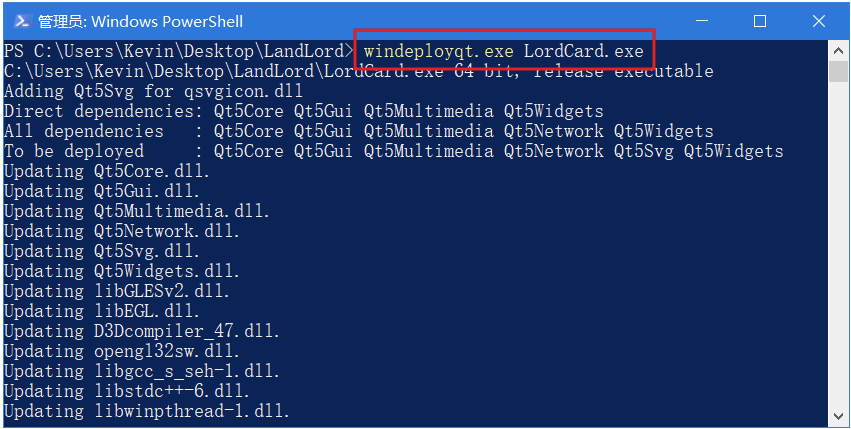 管理员: Windows PowerShell
PS C:\Users\Kevin\Desktop\LandLord> windeployqt.exe LordCard.exe
C:\Users\Kevin\Desktop\LandLord\LordCard.exe 64 bit, release executable
Adding Qt5Svg for qsvgicon.dll
Direct dependencies: Qt5Core Qt5Gui Qt5Multimedia Qt5Widgets
All dependencies   : Qt5Core Qt5Gui Qt5Multimedia Qt5Network Qt5Widgets
To be deployed     : Qt5Core Qt5Gui Qt5Multimedia Qt5Network Qt5Svg Qt5Widgets
Updating Qt5Core.dll.
Updating Qt5Gui.dll.
Updating Qt5Multimedia.dll.
Updating Qt5Network.dll.
Updating Qt5Svg.dll.
Updating Qt5Widgets.dll.
Updating libGLESv2.dll.
Updating libEGL.dll.
Updating D3Dcompiler_47.dll.
Updating opengl32sw.dll.
Updating libgcc_s_seh-1.dll.
Updating libstdc++-6.dll.
Updating libwinpthread-1.dll.